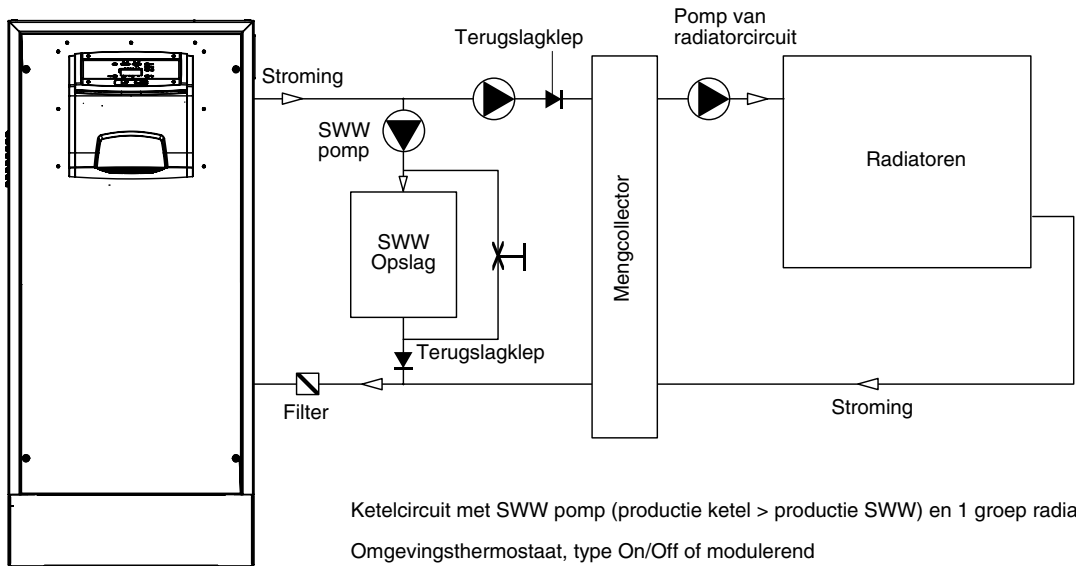 Pomp van
radiatorcircuit
Terugslagklep
Stroming
SWW
pomp
Radiatoren
SWW
Opslag
Mengcollector
Terugslagklep
Filter
Stroming
Ketelcircuit met SWW pomp (productie ketel > productie SWW) en 1 groep radia
Omgevingsthermostaat, type On/Off of modulerend